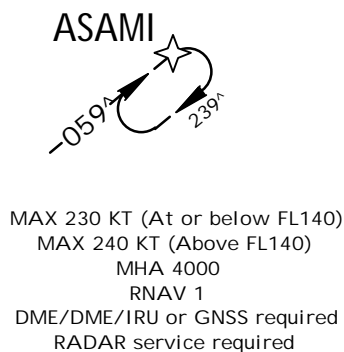 ASAMI
059^
239^
MAX 230 KT (At or below FL140)
MAX 240 KT (Above FL140)
MHA 4000
RNAV 1
DME/DME/IRU or GNSS required
RADAR service required